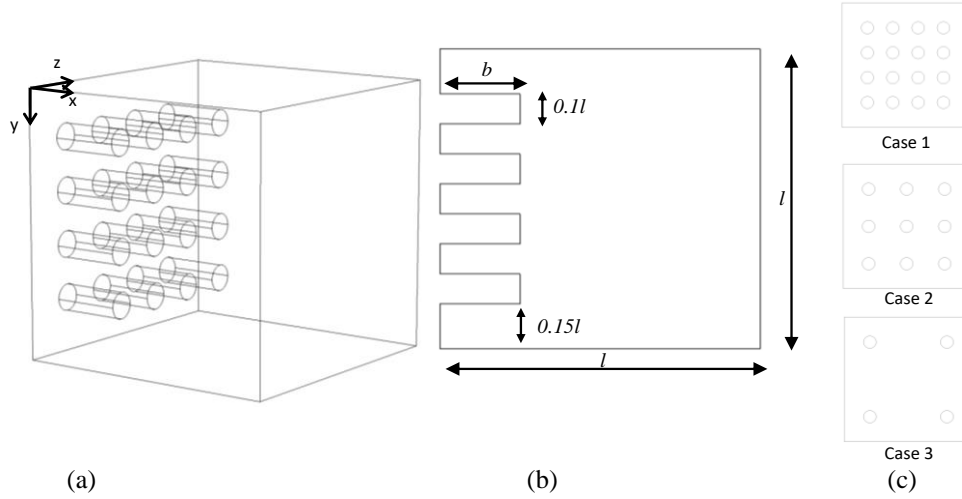 z
x
y
b
0.1l
l
0.15l
l
Case 1
Case 2
Case 3
(a)
(b)
(c)